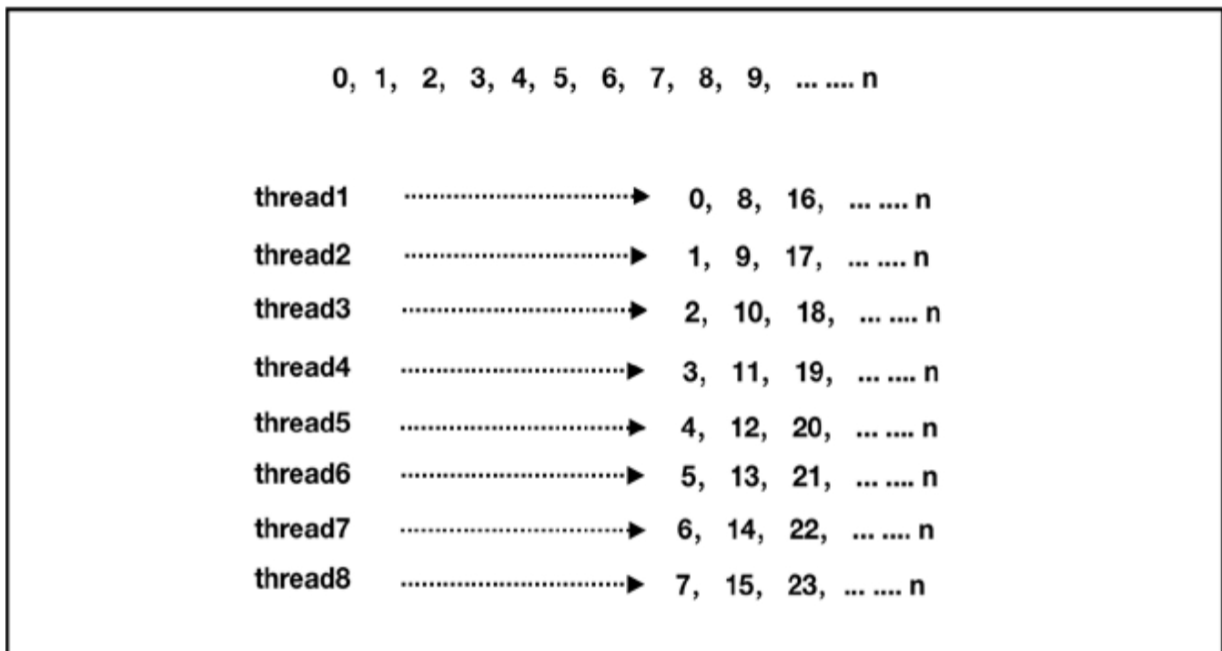 0, 1, 2, 3, 4, 5, 6, 7, 8, 9, ... .... n
thread1 0, 8, 16, ... .... n
thread2 1, 9, 17, ... .... n
thread3 2, 10, 18, ... .... n
thread4 3, 11, 19, ... .... n
thread5 4, 12, 20, ... .... n
thread6 5, 13, 21, ... .... n
thread7 6, 14, 22, ... .... n
thread8 7, 15, 23, ... .... n